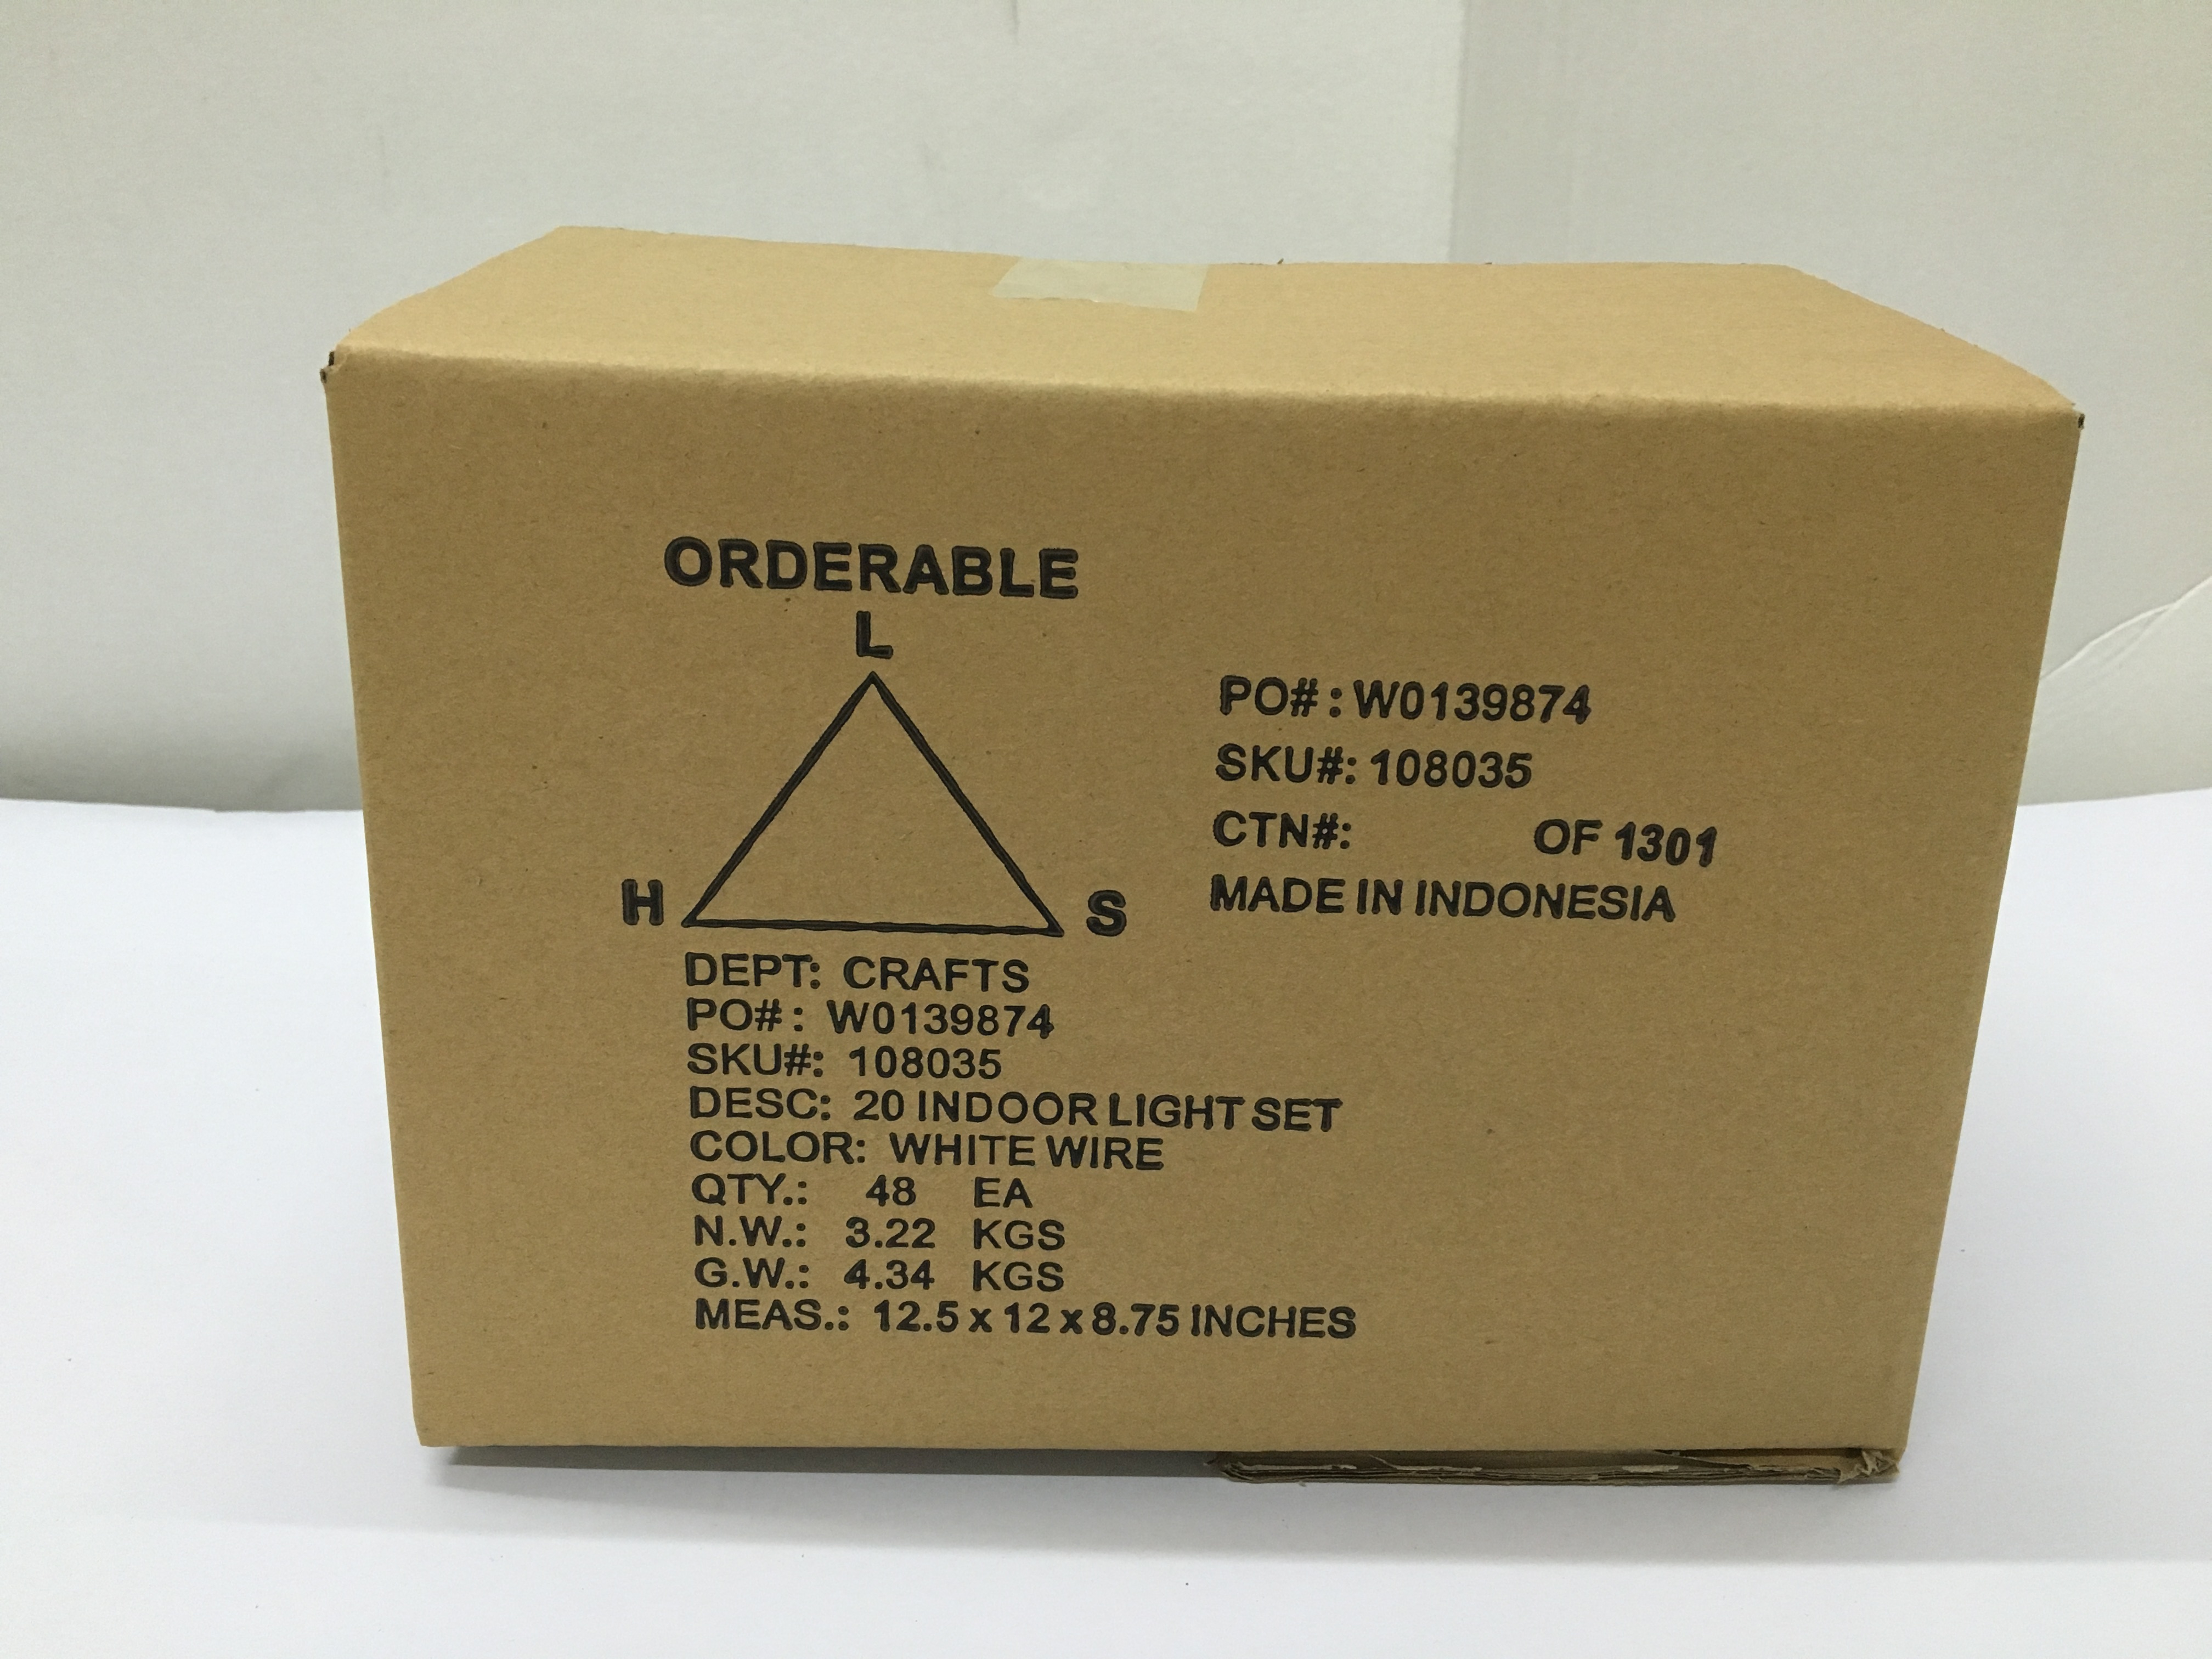 ORDERABLE
L
H S
DEPT: CRAFTS
PO#: W0139874
SKU#: 108035
DESC: 20 INDOOR LIGHT SET
COLOR: WHITE WIRE
QTY.: 48 EA
N.W.: 3.22 KGS
G.W.: 4.34 KGS
MEAS.: 12.5 x 12 x 8.75 INCHES
PO#: W0139874
SKU#: 108035
CTN#: OF 1301
MADE IN INDONESIA